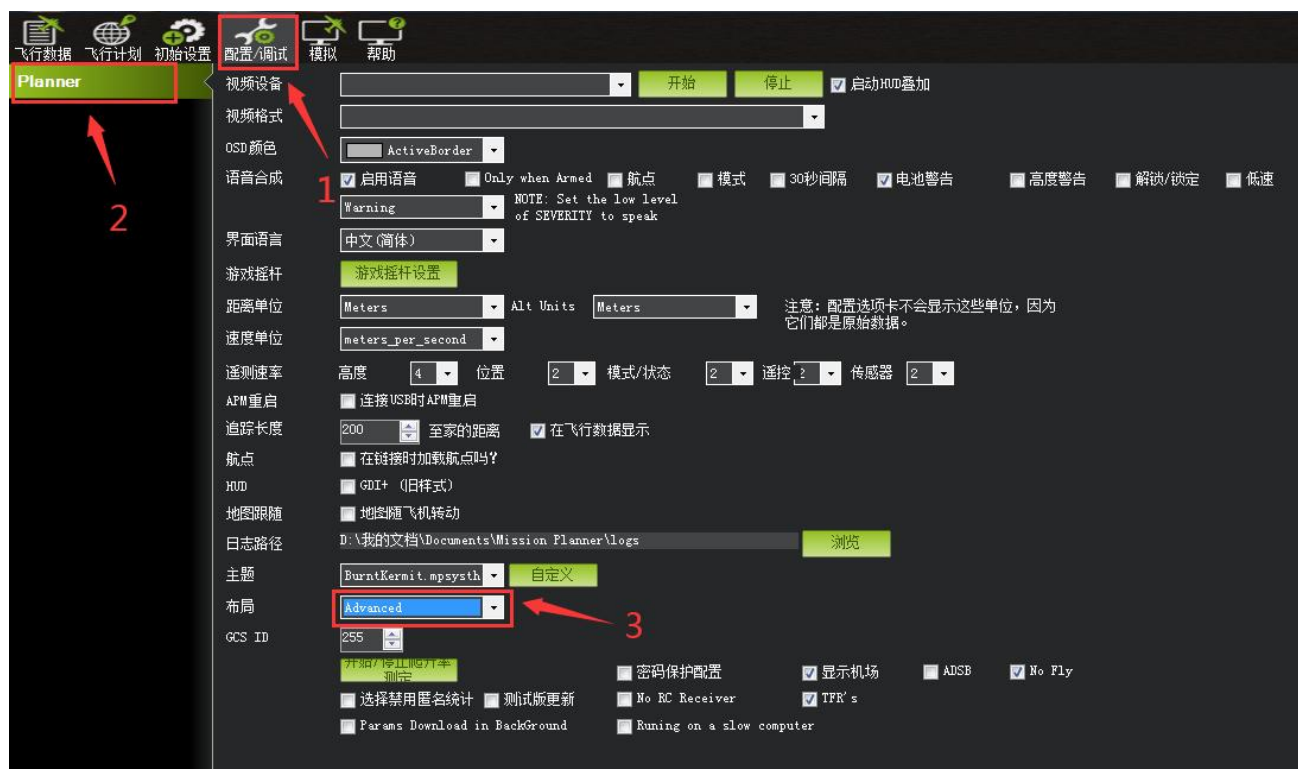 飞行数据 飞行计划 初始设置 配置/调试 模拟 帮助
Planner
视频设备 开始 停止 启动HUD叠加
视频格式
OSD颜色 ActiveBorder
语音合成 启用语音 Only when Armed 航点 模式 30秒间隔 电池警告 高度警告 解锁/锁定 低速
1
Warning NOTE: Set the low level
of SEVERITY to speak
2
界面语言 中文(简体)
游戏摇杆 游戏摇杆设置
距离单位 Meters Alt Units Meters 注意: 配置选项卡不会显示这些单位, 因为
它们都是原始数据。
速度单位 meters_per_second
遥测速率 高度 4 位置 2 模式/状态 2 遥控 2 传感器 2
APM重启 连接USB时APM重启
追踪长度 200 至家的距离 在飞行数据显示
航点 在链接时加载航点吗?
HUD GDI+ (旧样式)
地图跟随 地图随飞机转动
日志路径 D:\我的文档\Documents\Mission Planner\logs 浏览
主题 BurntKermit.mpsysth 自定义
布局 Advanced
3
GCS ID 255
开始/停止爬升率
测定 密码保护配置 显示机场 ADSB No Fly
选择禁用匿名统计 测试版更新 No RC Receiver TFR's
Params Download in BackGround Runing on a slow computer